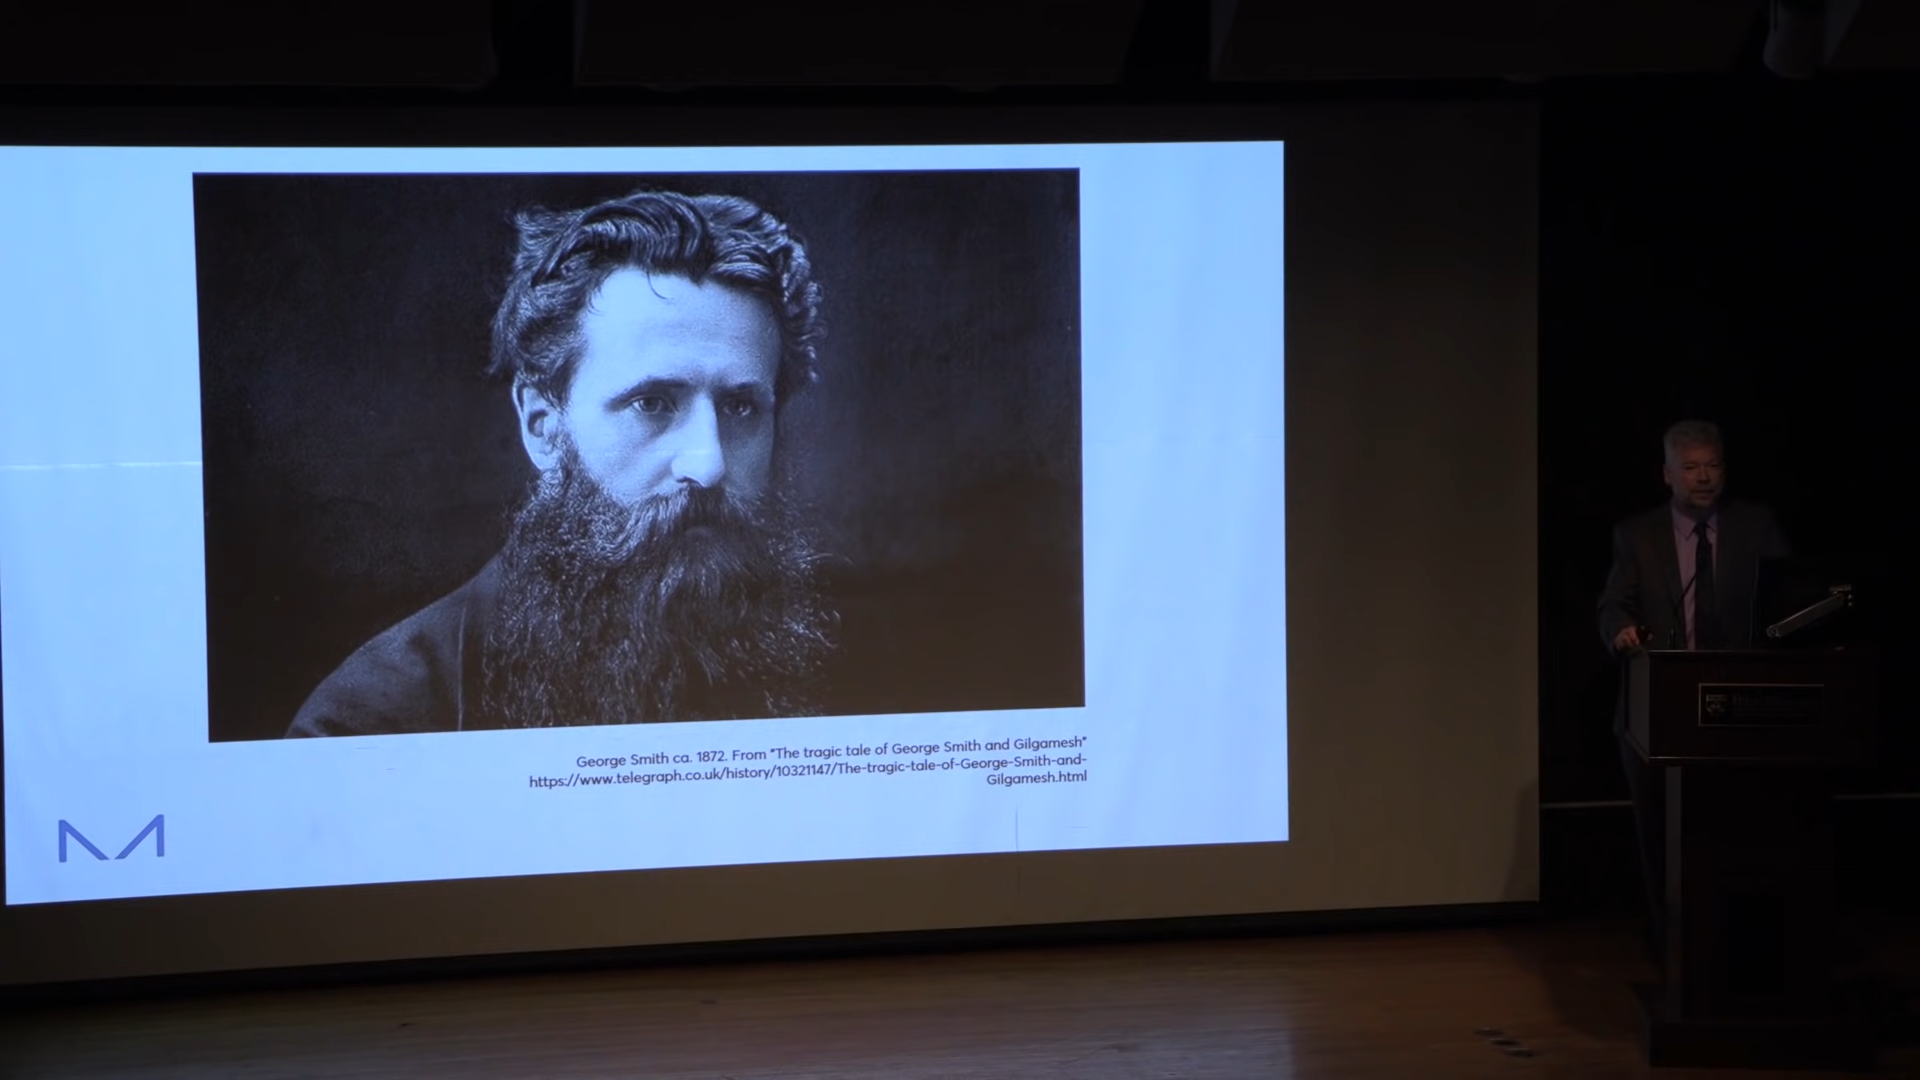 George Smith ca. 1872. From "The tragic tale of George Smith and Gilgamesh"
https://www.telegraph.co.uk/history/10321147/The-tragic-tale-of-George-Smith-and-
Gilgamesh.html